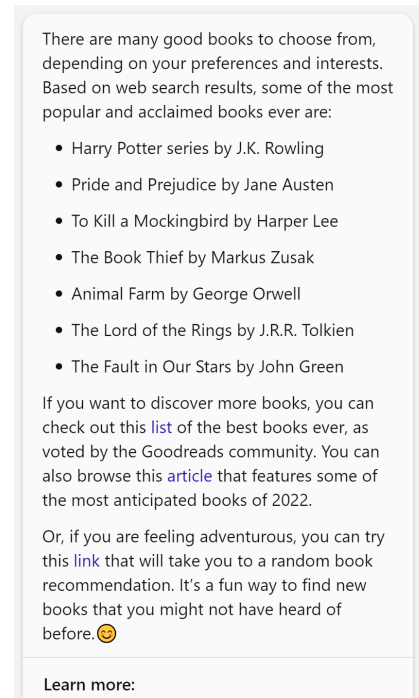 There are many good books to choose from,
depending on your preferences and interests.
Based on web search results, some of the most
popular and acclaimed books ever are:
• Harry Potter series by J.K. Rowling
• Pride and Prejudice by Jane Austen
• To Kill a Mockingbird by Harper Lee
• The Book Thief by Markus Zusak
• Animal Farm by George Orwell
• The Lord of the Rings by J.R.R. Tolkien
• The Fault in Our Stars by John Green
If you want to discover more books, you can
check out this list of the best books ever, as
voted by the Goodreads community. You can
also browse this article that features some of
the most anticipated books of 2022.
Or, if you are feeling adventurous, you can try
this link that will take you to a random book
recommendation. It’s a fun way to find new
books that you might not have heard of
before.😊
Learn more: